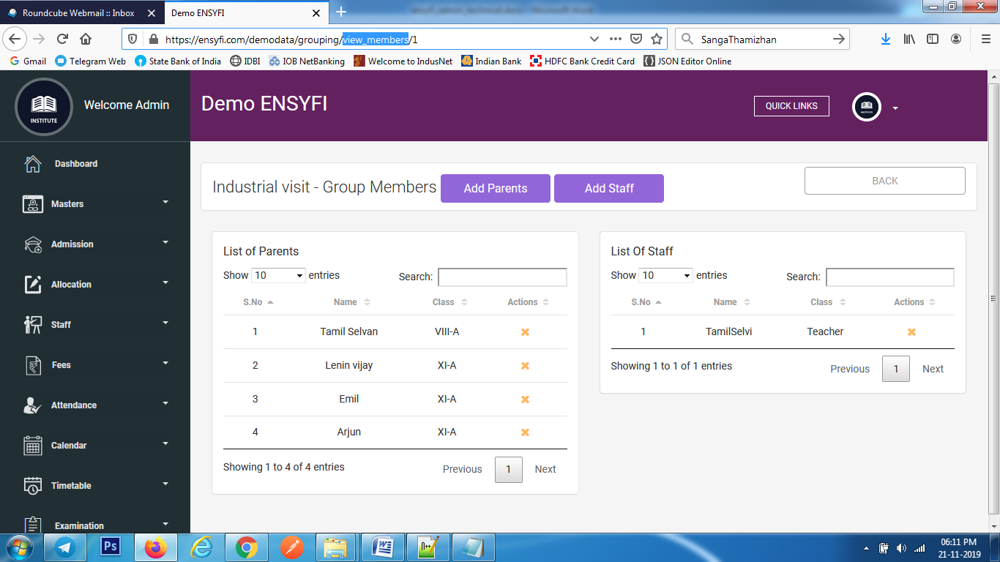 Roundcube Webmail :: Inbox
Demo ENSYFI
https://ensyfi.com/demodata/grouping/view_members/1
SangaThamizhan
Gmail Telegram Web State Bank of India IDBI IOB NetBanking Welcome to IndusNet Indian Bank HDFC Bank Credit Card JSON Editor Online
INSTITUTE
Welcome Admin
Demo ENSYFI
QUICK LINKS
Dashboard
Masters
Admission
Allocation
Staff
Fees
Attendance
Calendar
Timetable
Examination
Industrial visit - Group Members
Add Parents
Add Staff
BACK
List of Parents
Show 10 entries
Search:
S.No Name Class Actions
1 Tamil Selvan VIII-A
2 Lenin vijay XI-A
3 Emil XI-A
4 Arjun XI-A
Showing 1 to 4 of 4 entries
Previous 1 Next
List Of Staff
Show 10 entries
Search:
S.No Name Class Actions
1 TamilSelvi Teacher
Showing 1 to 1 of 1 entries
Previous 1 Next
Ps
06:11 PM
21-11-2019